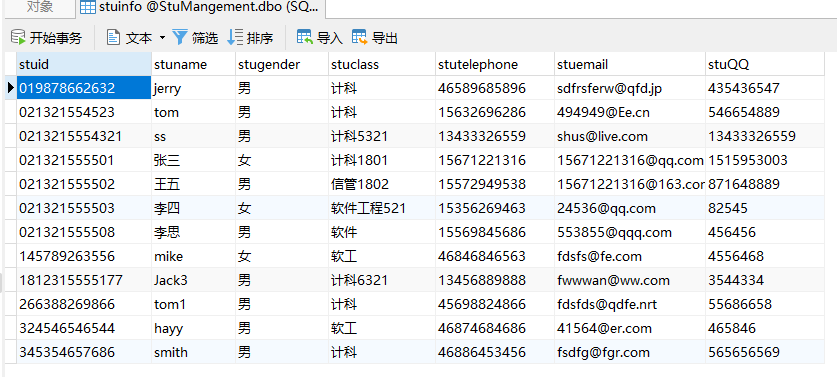 对象 stuinfo @StuMangement.dbo (SQ...
开始事务 文本 筛选 排序 导入 导出
stuid stuname stugender stuclass stutelephone stuemail stuQQ
019878662632 jerry 男 计科 46589685896 sdfrsferw@qfd.jp 435436547
021321554523 tom 男 计科 15632696286 494949@Ee.cn 546654889
0213215554321 ss 男 计科5321 13433326559 shus@live.com 13433326559
021321555501 张三 女 计科1801 15671221316 15671221316@qq.com 1515953003
021321555502 王五 男 信管1802 15572949538 15671221316@163.cor 871648889
021321555503 李四 女 软件工程521 15356269463 24536@qq.com 82545
021321555508 李思 男 软件 15569845686 553855@qqq.com 456456
145789263556 mike 女 软工 46846846563 fdsfs@fe.com 4556468
1812315555177 Jack3 男 计科6321 13456889888 fwwwan@ww.com 3544334
266388269866 tom1 男 计科 45698824866 fdsfds@qdfe.nrt 55686658
324546546544 hayy 男 软工 46874684686 41564@er.com 465846
345354657686 smith 男 计科 46886453456 fsdfg@fgr.com 565656569